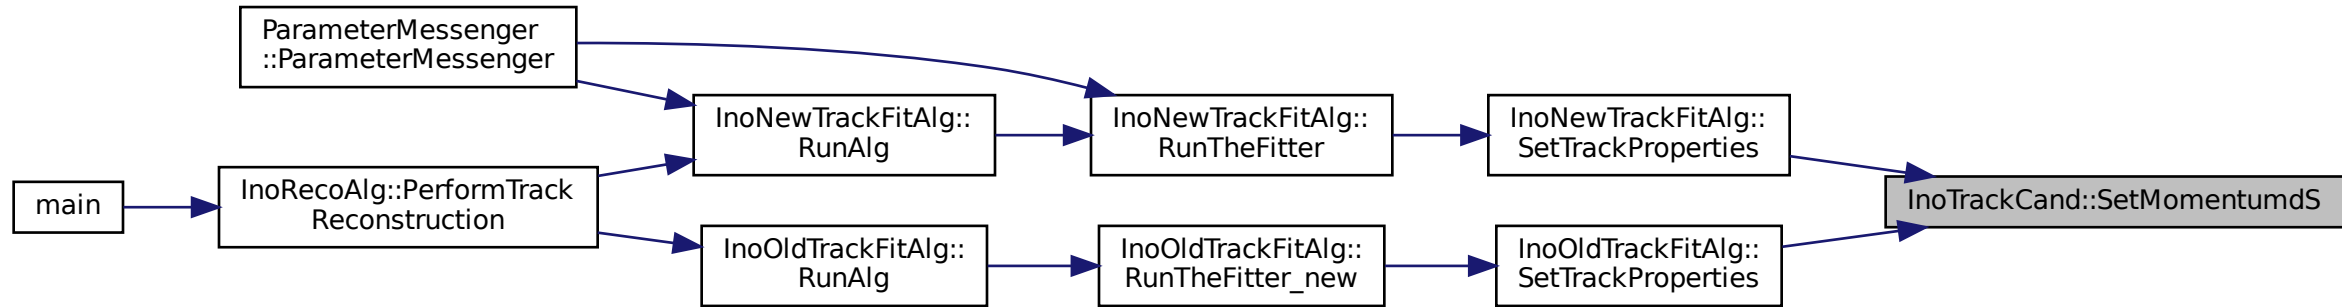 ParameterMessenger
::ParameterMessenger
InoNewTrackFitAlg::
RunAlg
InoNewTrackFitAlg::
RunTheFitter
InoNewTrackFitAlg::
SetTrackProperties
main
InoRecoAlg::PerformTrack
Reconstruction
InoTrackCand::SetMomentumdS
InoOldTrackFitAlg::
RunAlg
InoOldTrackFitAlg::
RunTheFitter_new
InoOldTrackFitAlg::
SetTrackProperties